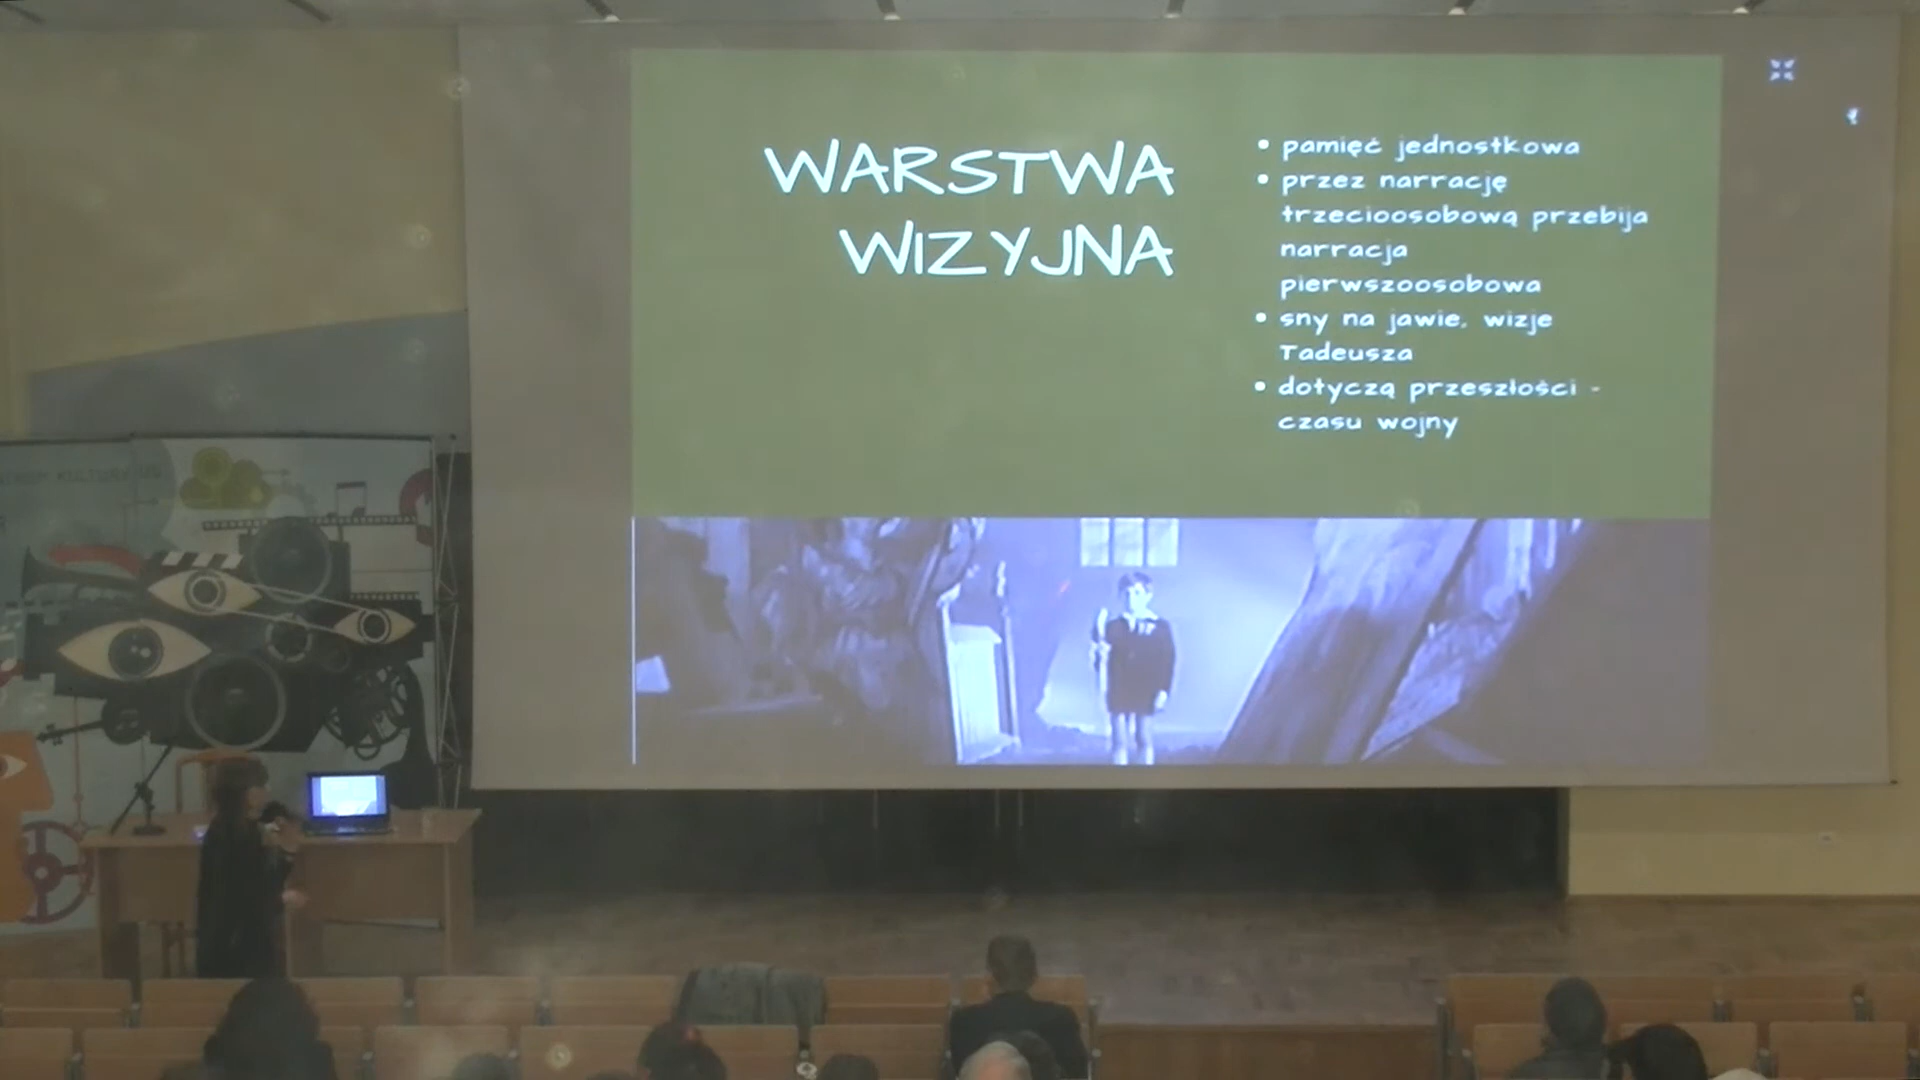 WARSTWA
WIZYJNA
• pamięć jednostkowa
• przez narrację
trzecioosobową przebija
narracja
pierwszoosobowa
• sny na jawie, wizje
Tadeusza
• dotyczą przeszłości -
czasu wojny